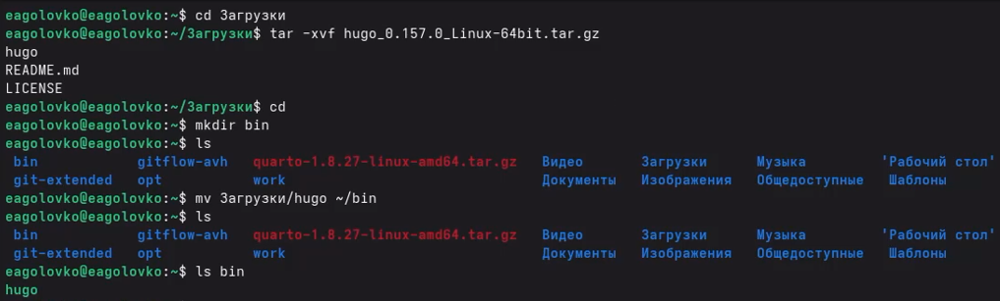 eagolovko@eagolovko:~$ cd Загрузки
eagolovko@eagolovko:~/Загрузки$ tar -xvf hugo_0.157.0_Linux-64bit.tar.gz
hugo
README.md
LICENSE
eagolovko@eagolovko:~/Загрузки$ cd
eagolovko@eagolovko:~$ mkdir bin
eagolovko@eagolovko:~$ ls
bin gitflow-avh quarto-1.8.27-linux-amd64.tar.gz Видео Загрузки Музыка 'Рабочий стол'
git-extended opt work Документы Изображения Общедоступные Шаблоны
eagolovko@eagolovko:~$ mv Загрузки/hugo ~/bin
eagolovko@eagolovko:~$ ls
bin gitflow-avh quarto-1.8.27-linux-amd64.tar.gz Видео Загрузки Музыка 'Рабочий стол'
git-extended opt work Документы Изображения Общедоступные Шаблоны
eagolovko@eagolovko:~$ ls bin
hugo